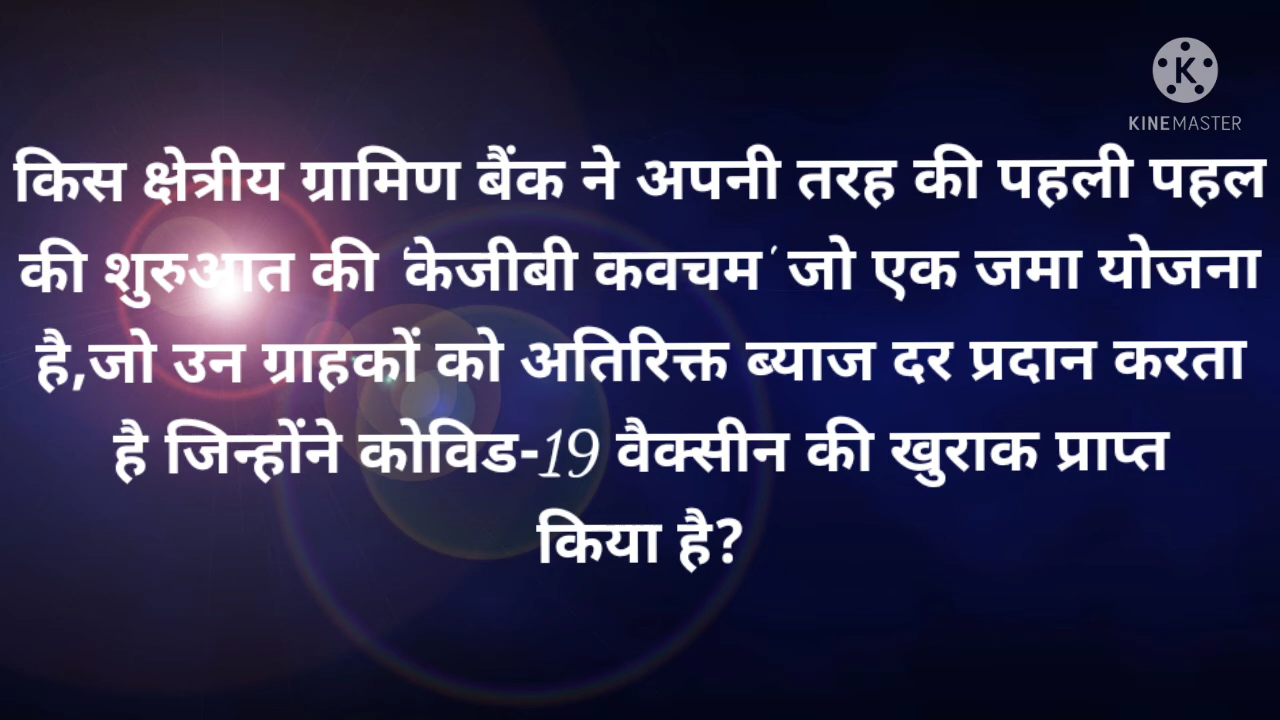 KINEMASTER
किस क्षेत्रीय ग्रामिण बैंक ने अपनी तरह की पहली पहल
की शुरुआत की 'केजीबी कवचम' जो एक जमा योजना
है,जो उन ग्राहकों को अतिरिक्त ब्याज दर प्रदान करता
है जिन्होंने कोविड-19 वैक्सीन की खुराक प्राप्त
किया है?